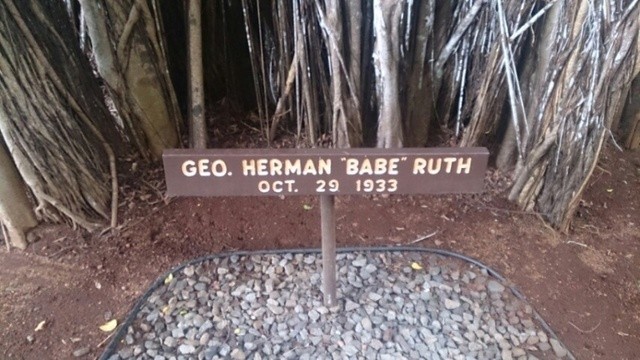 GEO. HERMAN "BABE" RUTH
OCT. 29 1933